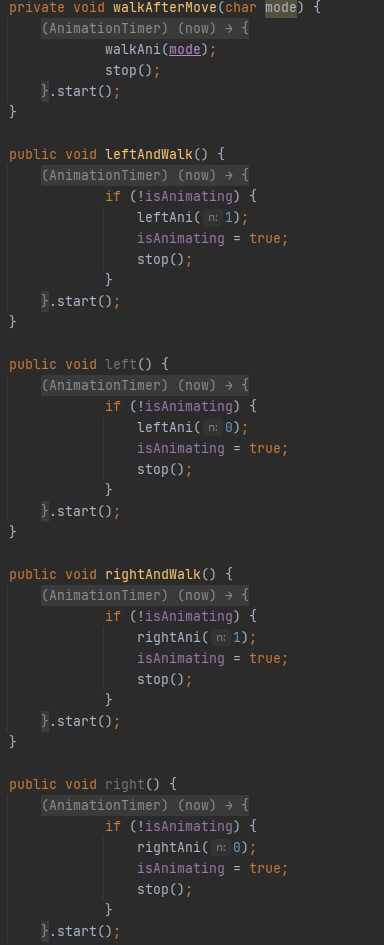 private void walkAfterMove(char mode) {
(AnimationTimer) (now) → {
walkAni(mode);
stop();
}.start();
}
public void leftAndWalk() {
(AnimationTimer) (now) → {
if (!isAnimating) {
leftAni( n: 1);
isAnimating = true;
stop();
}
}.start();
}
public void left() {
(AnimationTimer) (now) → {
if (!isAnimating) {
leftAni( n: 0);
isAnimating = true;
stop();
}
}.start();
}
public void rightAndWalk() {
(AnimationTimer) (now) → {
if (!isAnimating) {
rightAni( n: 1);
isAnimating = true;
stop();
}
}.start();
}
public void right() {
(AnimationTimer) (now) → {
if (!isAnimating) {
rightAni( n: 0);
isAnimating = true;
stop();
}
}.start();